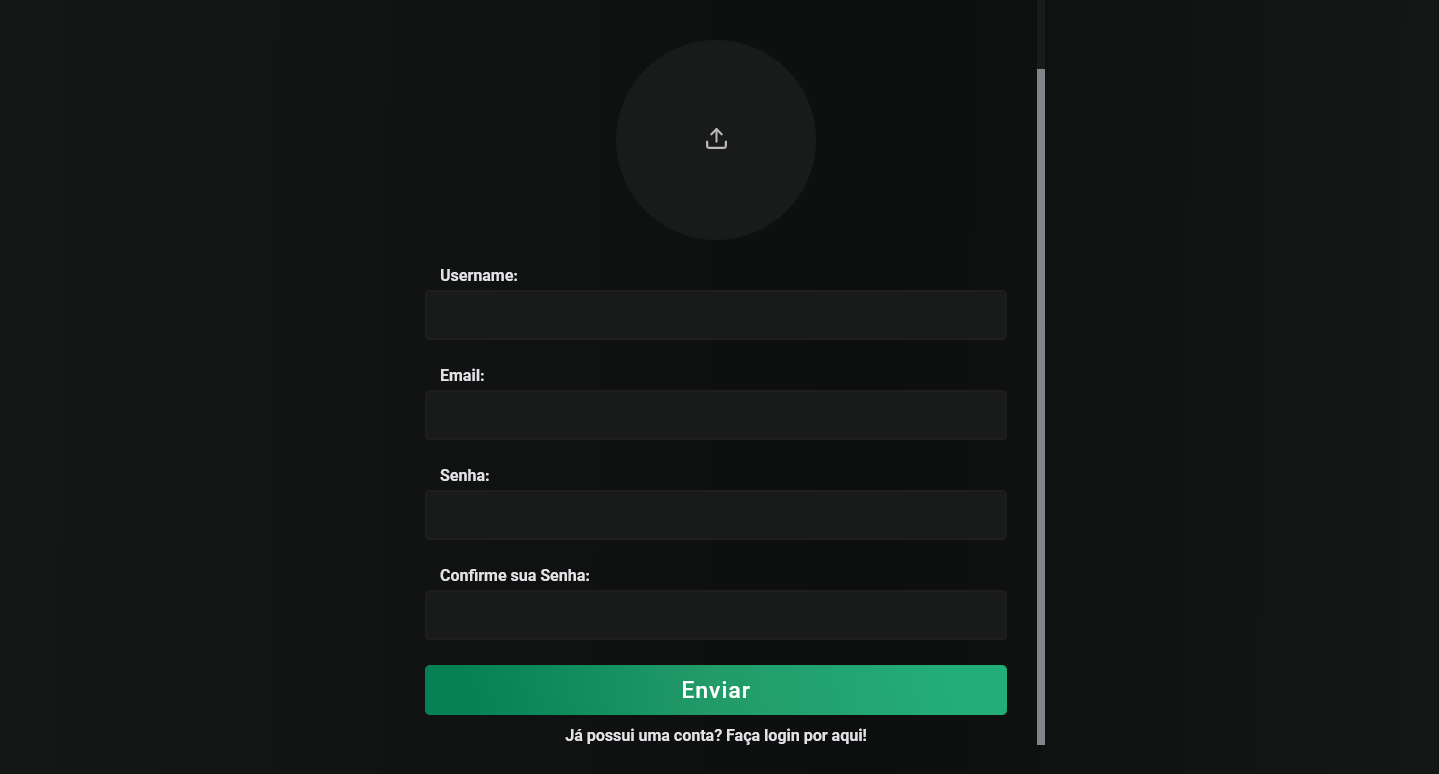 Username:
Email:
Senha:
Confirme sua Senha:
Enviar
Já possui uma conta? Faça login por aqui!